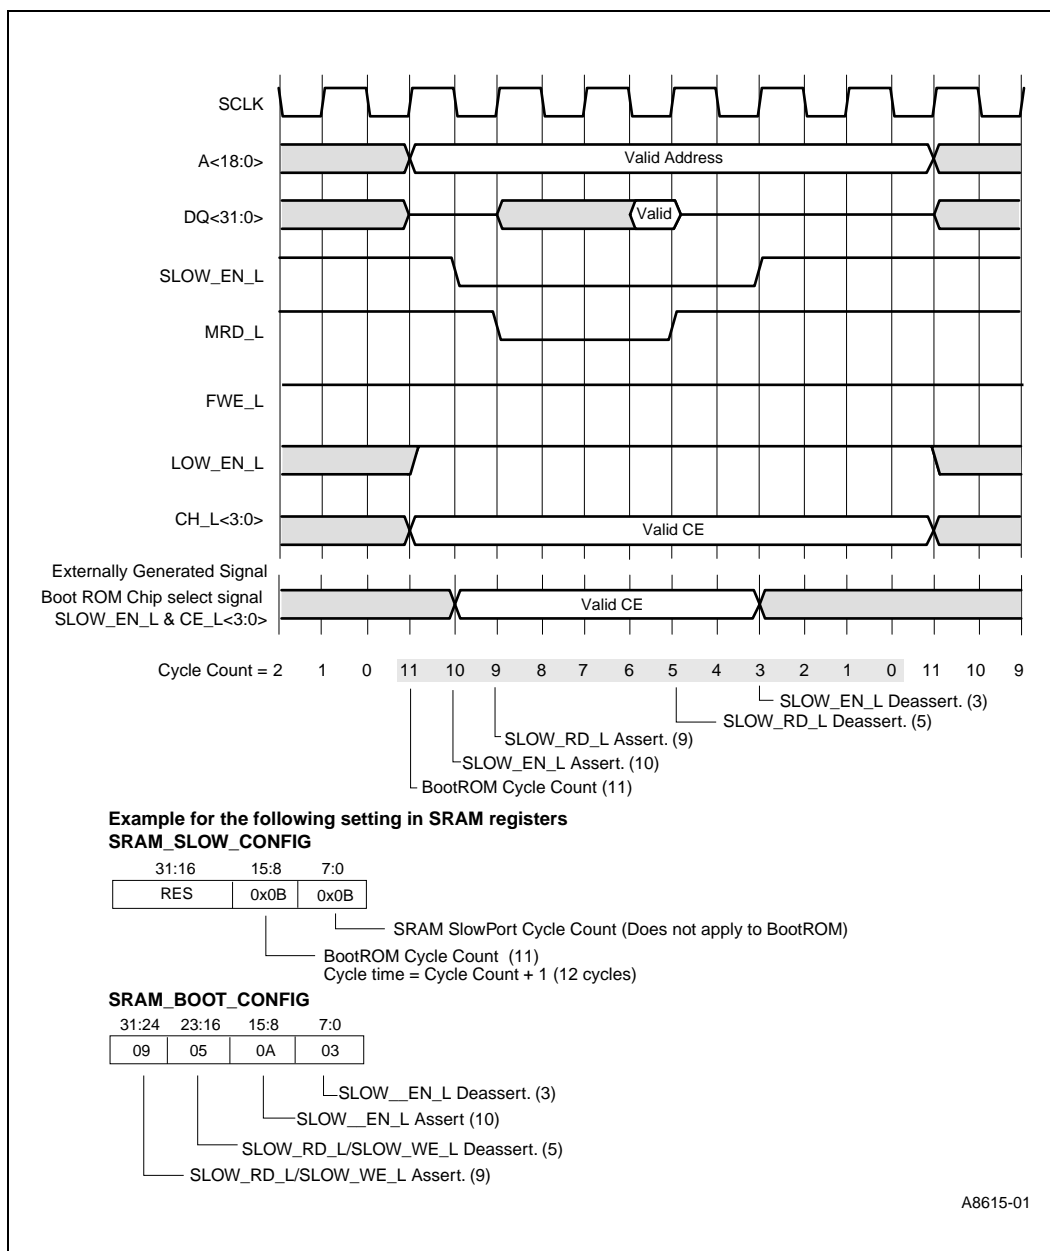 SCLK
A<18:0>
Valid Address
DQ<31:0>
Valid
SLOW_EN_L
MRD_L
FWE_L
LOW_EN_L
CH_L<3:0>
Valid CE
Externally Generated Signal
Boot ROM Chip select signal
SLOW_EN_L & CE_L<3:0>
Valid CE
Cycle Count = 2 1 0 11 10 9 8 7 6 5 4 3 2 1 0 11 10 9
SLOW_EN_L Deassert. (3)
SLOW_RD_L Deassert. (5)
SLOW_RD_L Assert. (9)
SLOW_EN_L Assert. (10)
BootROM Cycle Count (11)
Example for the following setting in SRAM registers
SRAM_SLOW_CONFIG
31:16 15:8 7:0
RES 0x0B 0x0B
SRAM SlowPort Cycle Count (Does not apply to BootROM)
BootROM Cycle Count (11)
Cycle time = Cycle Count + 1 (12 cycles)
SRAM_BOOT_CONFIG
31:24 23:16 15:8 7:0
09 05 0A 03
SLOW__EN_L Deassert. (3)
SLOW__EN_L Assert (10)
SLOW_RD_L/SLOW_WE_L Deassert. (5)
SLOW_RD_L/SLOW_WE_L Assert. (9)
A8615-01